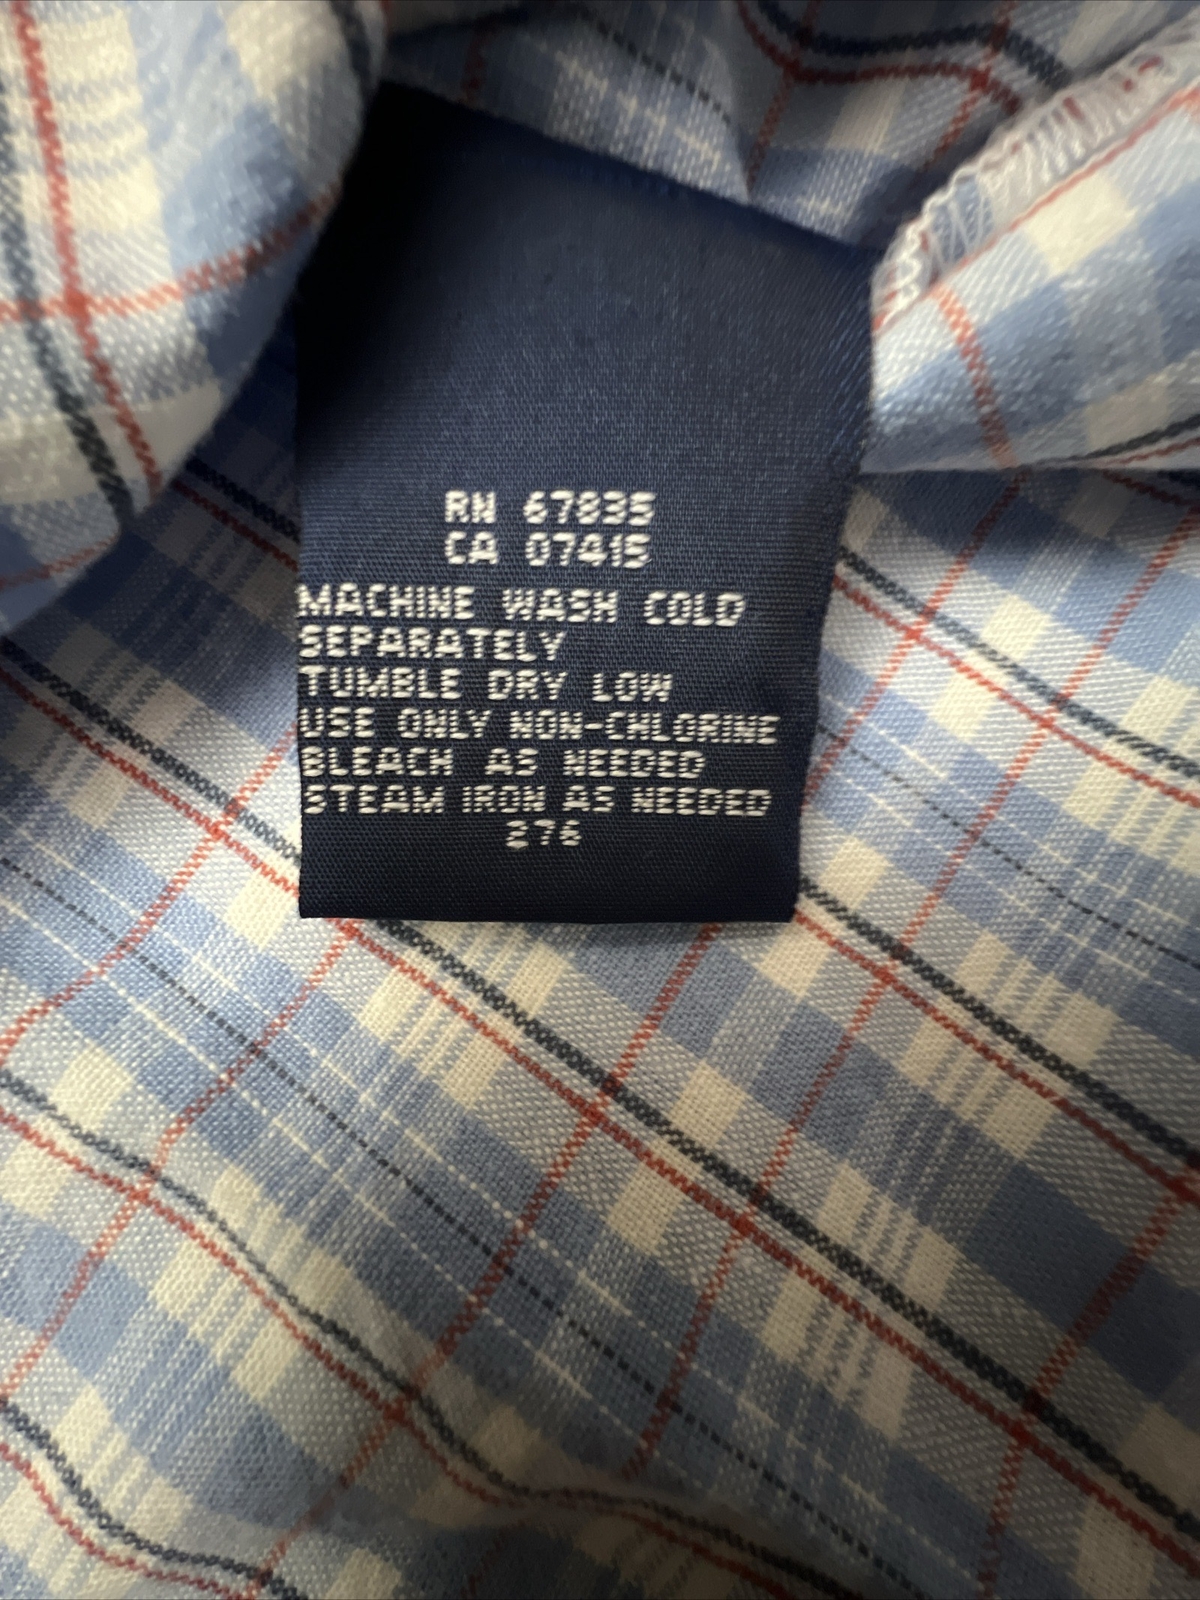 RN 67835
CA 07415
MACHINE WASH COLD
SEPARATELY
TUMBLE DRY LOW
USE ONLY NON-CHLORINE
BLEACH AS NEEDED
STEAM IRON AS NEEDED
276